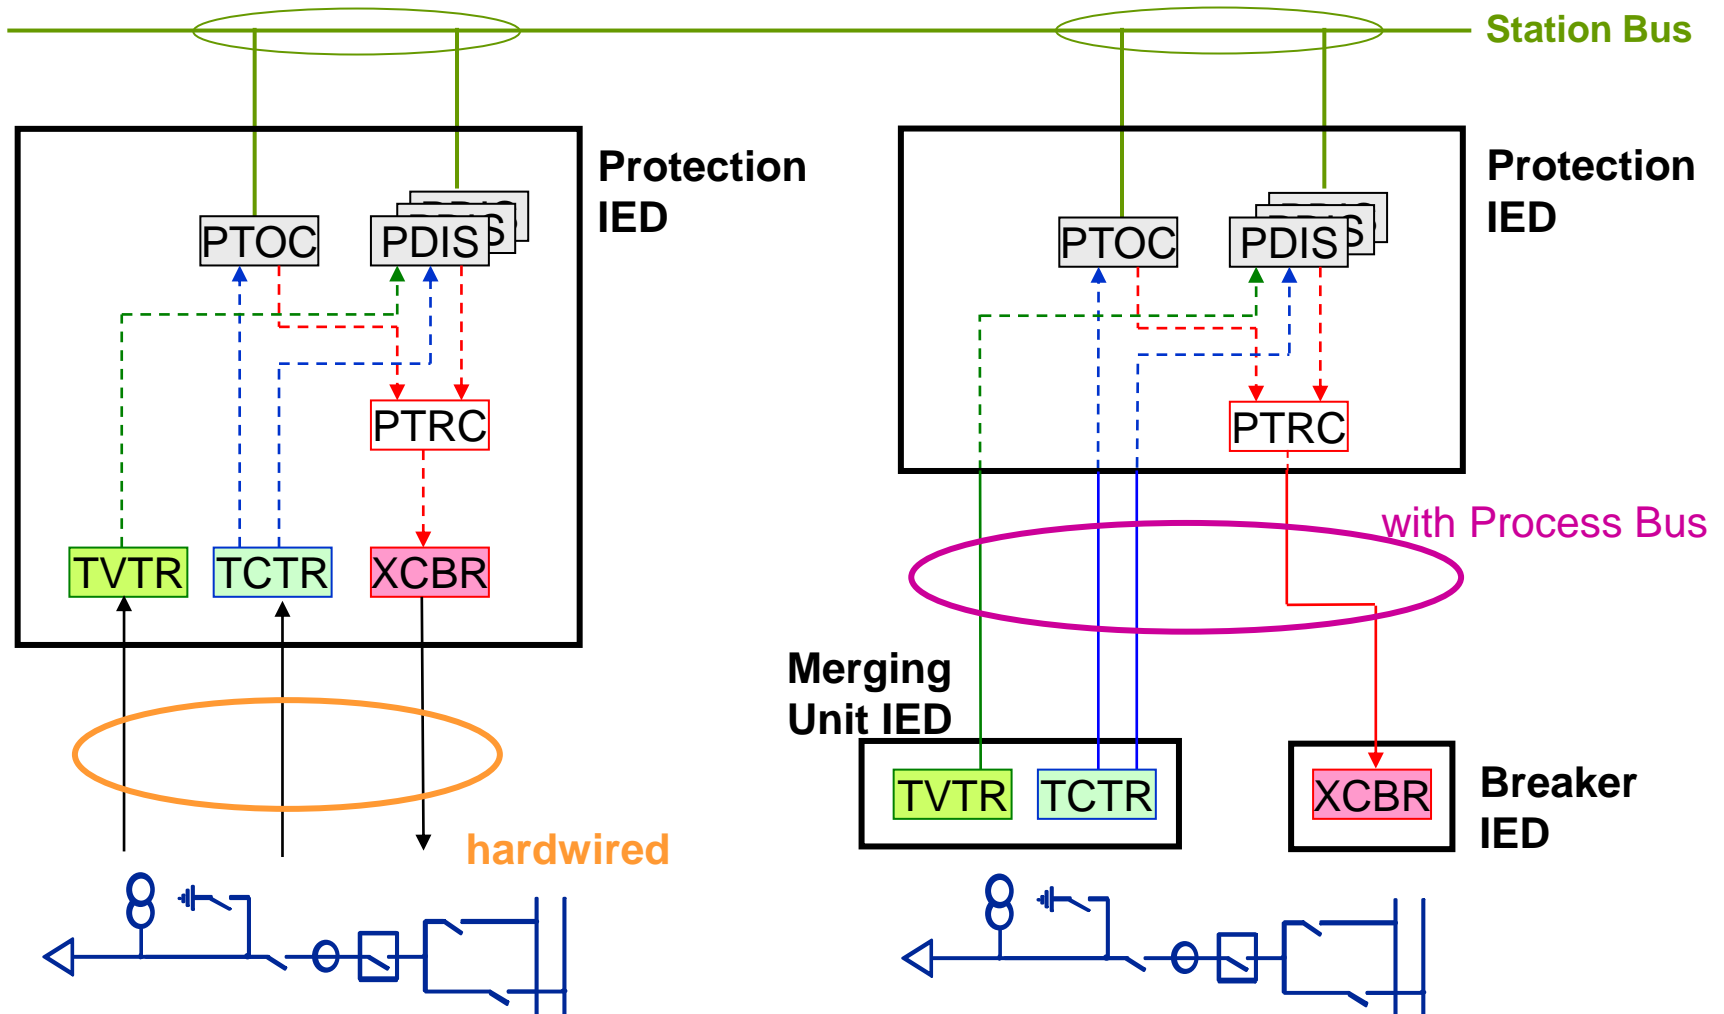 Station Bus
Protection
IED
Protection
IED
PTOC
PDIS
PTOC
PDIS
PTRC
PTRC
with Process Bus
TVTR
TCTR
XCBR
Merging
Unit IED
TVTR
TCTR
XCBR
Breaker
IED
hardwired